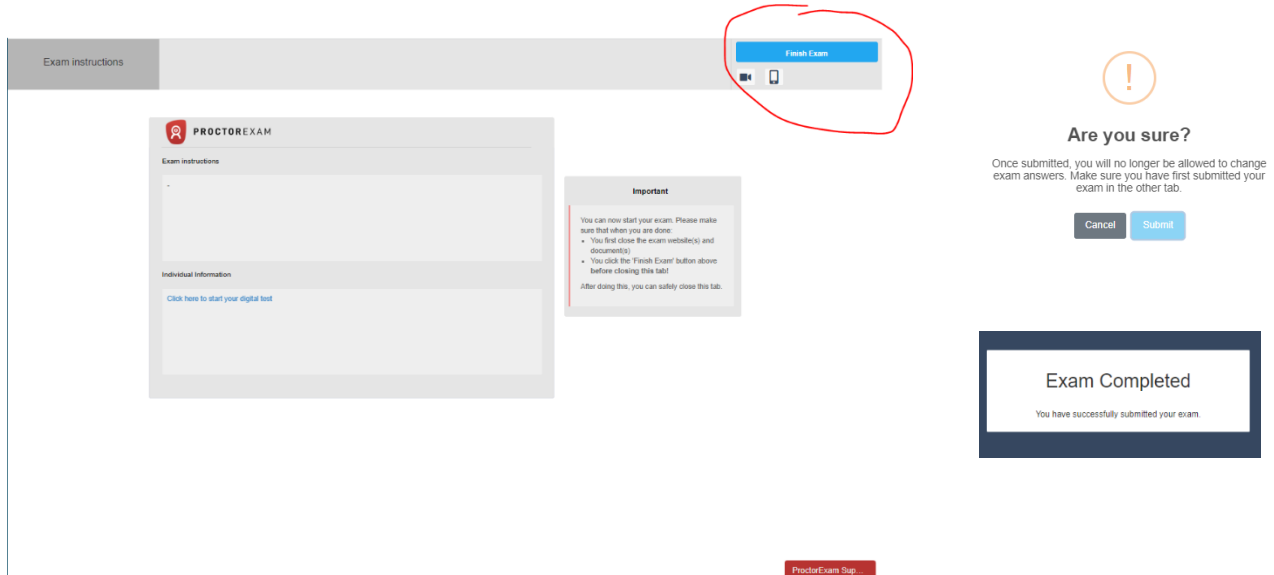 Exam instructions
Finish Exam
PROCTOREXAM
Exam instructions
-
Individual Information
Click here to start your digital test
Important
You can now start your exam. Please make
sure that when you are done:
• You first close the exam website(s) and
document(s)
• You click the 'Finish Exam' button above
before closing this tab!
After doing this, you can safely close this tab.
ProctorExam Sup...
!
Are you sure?
Once submitted, you will no longer be allowed to change
exam answers. Make sure you have first submitted your
exam in the other tab.
Cancel
Submit
Exam Completed
You have successfully submitted your exam.